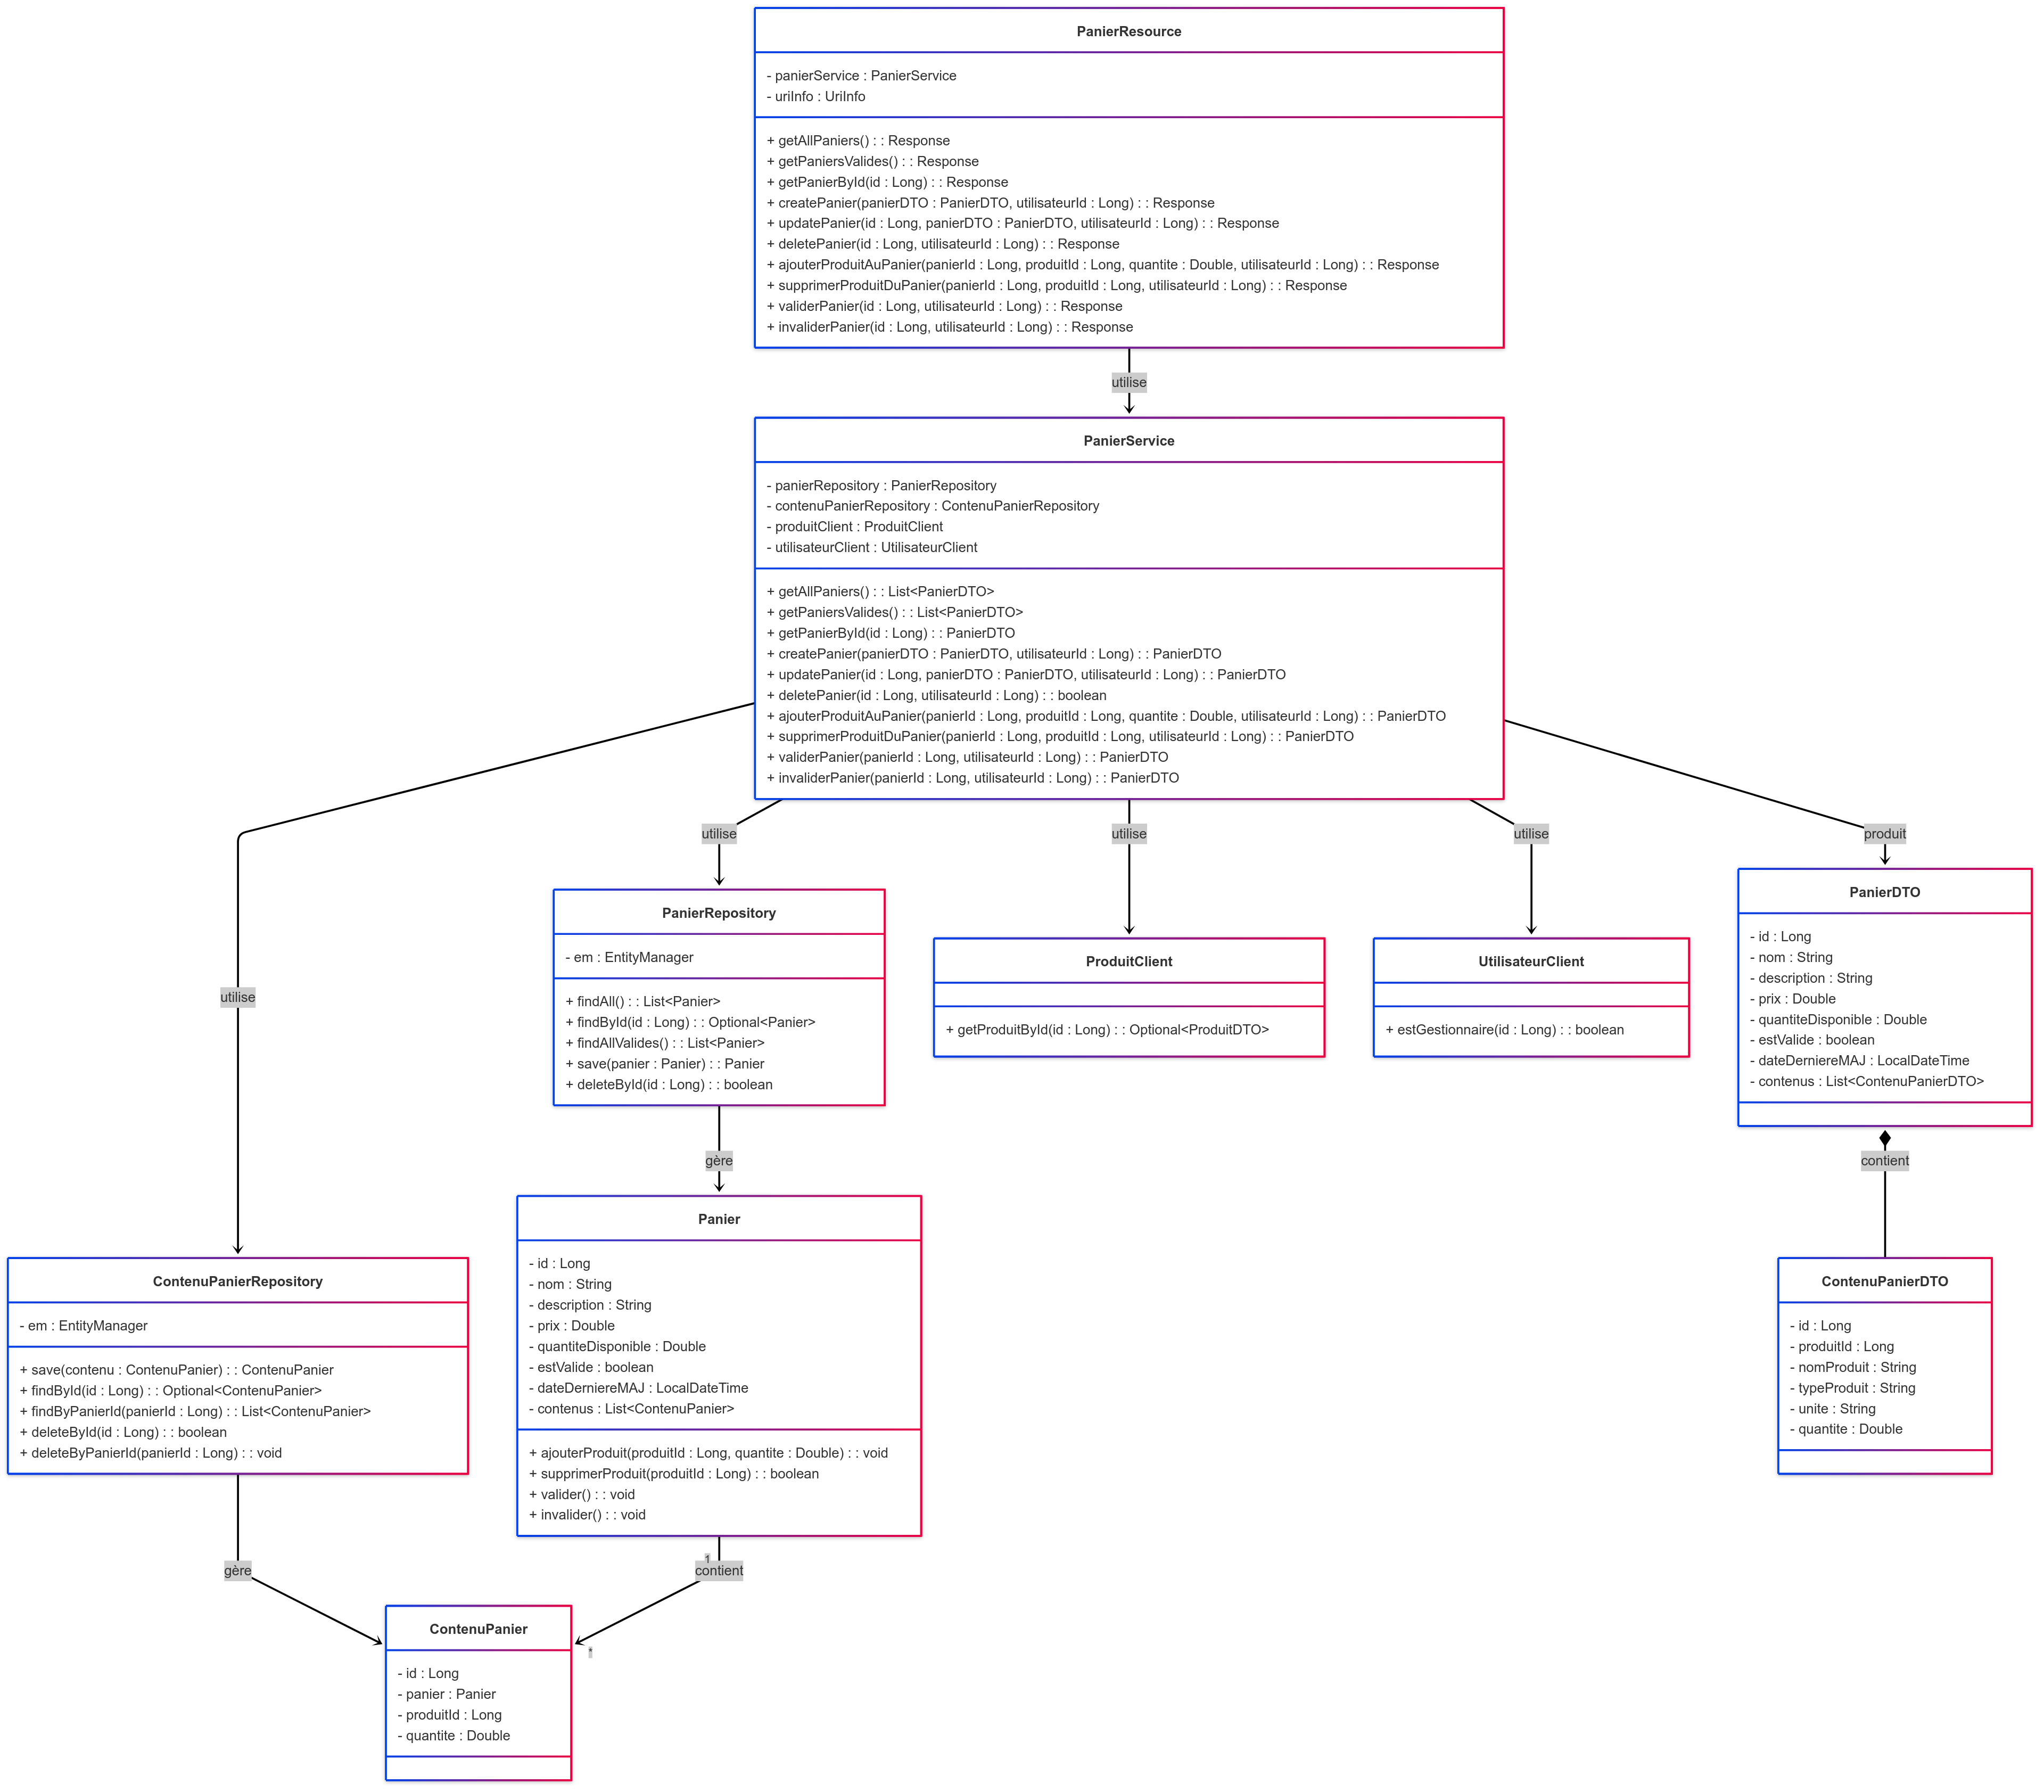 PanierResource
- panierService : PanierService
- uriInfo : UriInfo
+ getAllPaniers() : : Response
+ getPaniersValides() : : Response
+ getPanierById(id : Long) : : Response
+ createPanier(panierDTO : PanierDTO, utilisateurId : Long) : : Response
+ updatePanier(id : Long, panierDTO : PanierDTO, utilisateurId : Long) : : Response
+ deletePanier(id : Long, utilisateurId : Long) : : Response
+ ajouterProduitAuPanier(panierId : Long, produitId : Long, quantite : Double, utilisateurId : Long) : : Response
+ supprimerProduitDuPanier(panierId : Long, produitId : Long, utilisateurId : Long) : : Response
+ validerPanier(id : Long, utilisateurId : Long) : : Response
+ invaliderPanier(id : Long, utilisateurId : Long) : : Response
utilise
PanierService
- panierRepository : PanierRepository
- contenuPanierRepository : ContenuPanierRepository
- produitClient : ProduitClient
- utilisateurClient : UtilisateurClient
+ getAllPaniers() : : List<PanierDTO>
+ getPaniersValides() : : List<PanierDTO>
+ getPanierById(id : Long) : : PanierDTO
+ createPanier(panierDTO : PanierDTO, utilisateurId : Long) : : PanierDTO
+ updatePanier(id : Long, panierDTO : PanierDTO, utilisateurId : Long) : : PanierDTO
+ deletePanier(id : Long, utilisateurId : Long) : : boolean
+ ajouterProduitAuPanier(panierId : Long, produitId : Long, quantite : Double, utilisateurId : Long) : : PanierDTO
+ supprimerProduitDuPanier(panierId : Long, produitId : Long, utilisateurId : Long) : : PanierDTO
+ validerPanier(panierId : Long, utilisateurId : Long) : : PanierDTO
+ invaliderPanier(panierId : Long, utilisateurId : Long) : : PanierDTO
utilise
utilise
utilise
utilise
produit
PanierRepository
- em : EntityManager
+ findAll() : : List<Panier>
+ findById(id : Long) : : Optional<Panier>
+ findAllValides() : : List<Panier>
+ save(panier : Panier) : : Panier
+ deleteById(id : Long) : : boolean
ProduitClient
+ getProduitById(id : Long) : : Optional<ProduitDTO>
UtilisateurClient
+ estGestionnaire(id : Long) : : boolean
PanierDTO
- id : Long
- nom : String
- description : String
- prix : Double
- quantiteDisponible : Double
- estValide : boolean
- dateDerniereMAJ : LocalDateTime
- contenus : List<ContenuPanierDTO>
gère
contient
ContenuPanierRepository
- em : EntityManager
+ save(contenu : ContenuPanier) : : ContenuPanier
+ findById(id : Long) : : Optional<ContenuPanier>
+ findByPanierId(panierId : Long) : : List<ContenuPanier>
+ deleteById(id : Long) : : boolean
+ deleteByPanierId(panierId : Long) : : void
Panier
- id : Long
- nom : String
- description : String
- prix : Double
- quantiteDisponible : Double
- estValide : boolean
- dateDerniereMAJ : LocalDateTime
- contenus : List<ContenuPanier>
+ ajouterProduit(produitId : Long, quantite : Double) : : void
+ supprimerProduit(produitId : Long) : : boolean
+ valider() : : void
+ invalider() : : void
ContenuPanierDTO
- id : Long
- produitId : Long
- nomProduit : String
- typeProduit : String
- unite : String
- quantite : Double
gère
1
contient
*
ContenuPanier
- id : Long
- panier : Panier
- produitId : Long
- quantite : Double